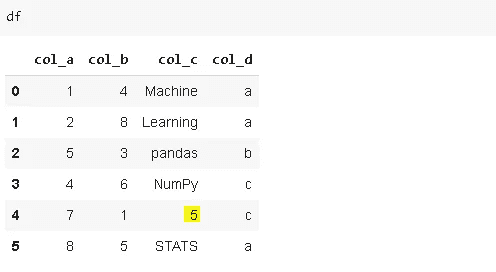 df
col_a col_b col_c col_d
0 1 4 Machine a
1 2 8 Learning a
2 5 3 pandas b
3 4 6 NumPy c
4 7 1 5 c
5 8 5 STATS a